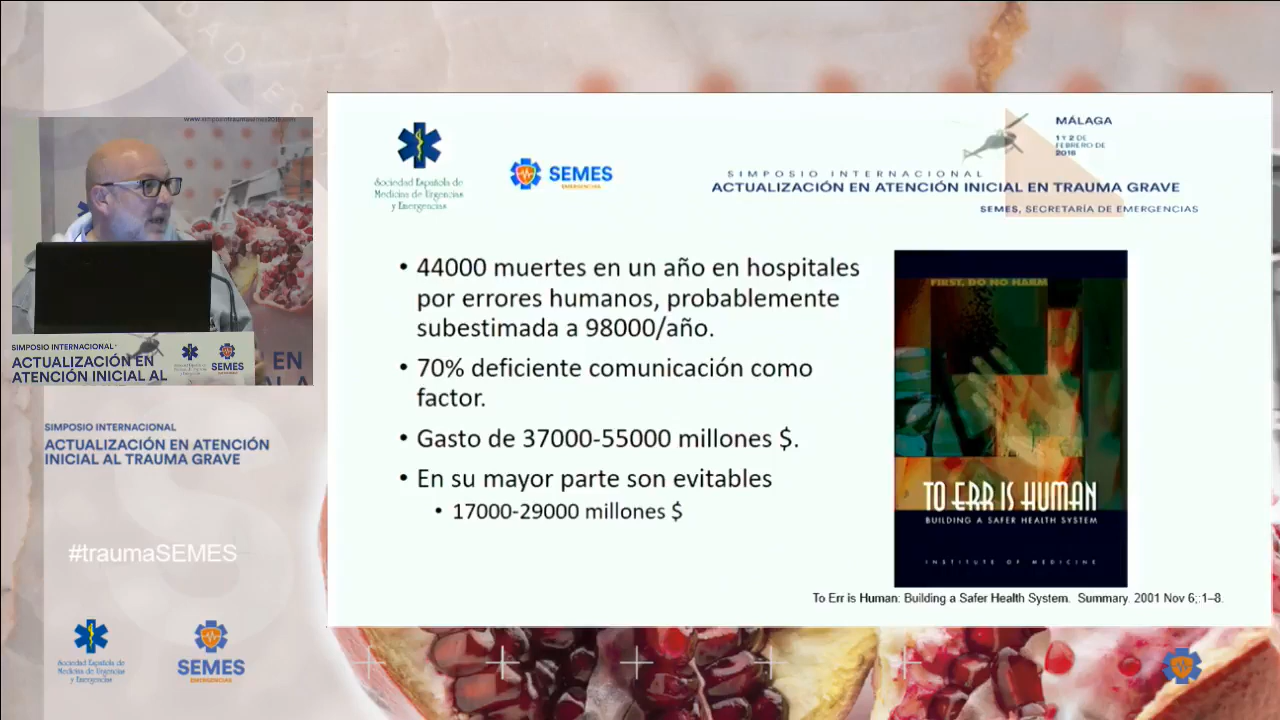 www.simposiotraumasemes2018.com
SIMPOSIO INTERNACIONAL
ACTUALIZACIÓN EN
ATENCIÓN INICIAL AL
SEMES
EN
SIMPOSIO INTERNACIONAL
ACTUALIZACIÓN EN ATENCIÓN
INICIAL AL TRAUMA GRAVE
#traumaSEMES
Sociedad Española de
Medicina de Urgencias
y Emergencias
SEMES
EMERGENCIAS
Sociedad Española de
Medicina de Urgencias
y Emergencias
SEMES
EMERGENCIAS
MÁLAGA
1 Y 2 DE
FEBRERO DE
2018
SIMPOSIO INTERNACIONAL
ACTUALIZACIÓN EN ATENCIÓN INICIAL EN TRAUMA GRAVE
SEMES, SECRETARÍA DE EMERGENCIAS
• 44000 muertes en un año en hospitales
por errores humanos, probablemente
subestimada a 98000/año.
• 70% deficiente comunicación como
factor.
• Gasto de 37000-55000 millones $.
• En su mayor parte son evitables
• 17000-29000 millones $
FIRST, DO NO HARM
TO ERR IS HUMAN
BUILDING A SAFER HEALTH SYSTEM
INSTITUTE OF MEDICINE
To Err is Human: Building a Safer Health System. Summary. 2001 Nov 6;:1–8.